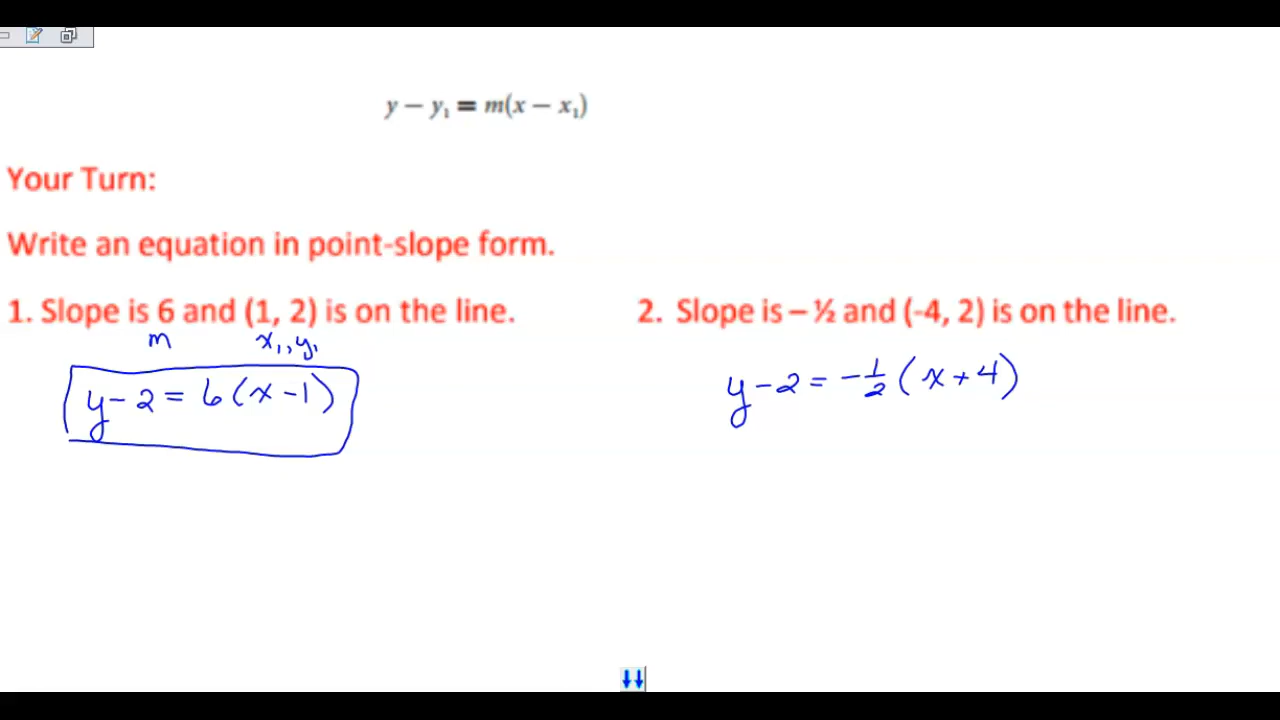 y − y₁ = m(x − x₁)
Your Turn:
Write an equation in point-slope form.
1. Slope is 6 and (1, 2) is on the line.
m x₁, y₁
y - 2 = 6 (x - 1)
2. Slope is – ½ and (-4, 2) is on the line.
y - 2 = -1/2 (x + 4)